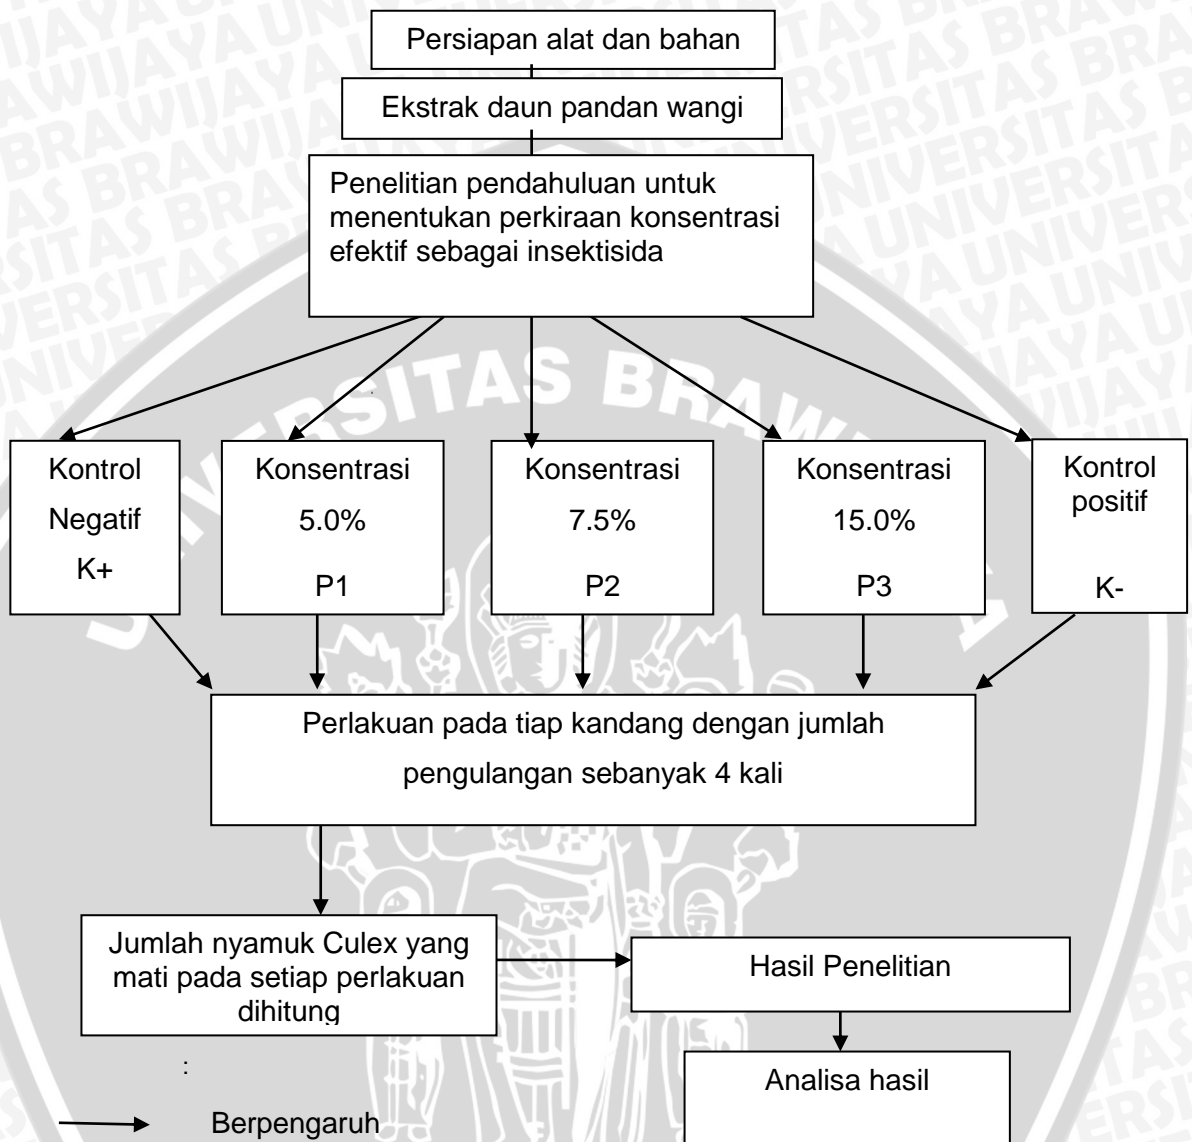 Persiapan alat dan bahan
Ekstrak daun pandan wangi
Penelitian pendahuluan untuk
menentukan perkiraan konsentrasi
efektif sebagai insektisida
Kontrol
Negatif
K+
Konsentrasi
5.0%
P1
Konsentrasi
7.5%
P2
Konsentrasi
15.0%
P3
Kontrol
positif
K-
Perlakuan pada tiap kandang dengan jumlah
pengulangan sebanyak 4 kali
Jumlah nyamuk Culex yang
mati pada setiap perlakuan
dihitung
Hasil Penelitian
:
Analisa hasil
Berpengaruh
UNIVERSITAS BRAWIJAYA